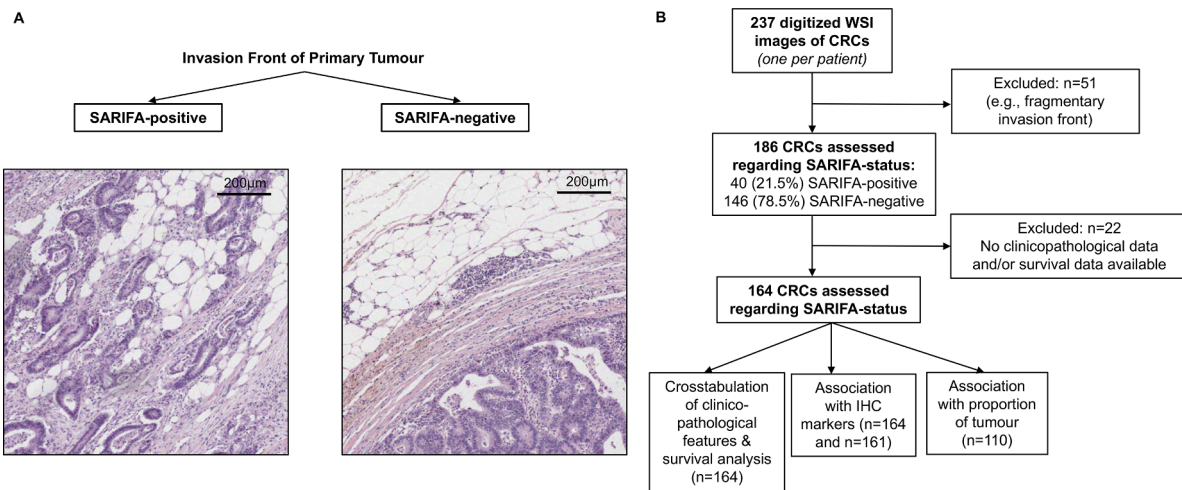 A
Invasion Front of Primary Tumour
SARIFA-positive
SARIFA-negative
200µm
200µm
B
237 digitized WSI
images of CRCs
(one per patient)
Excluded: n=51
(e.g., fragmentary
invasion front)
186 CRCs assessed
regarding SARIFA-status:
40 (21.5%) SARIFA-positive
146 (78.5%) SARIFA-negative
Excluded: n=22
No clinicopathological data
and/or survival data available
164 CRCs assessed
regarding SARIFA-status
Crosstabulation
of clinico-
pathological
features &
survival analysis
(n=164)
Association
with IHC
markers (n=164
and n=161)
Association
with proportion
of tumour
(n=110)